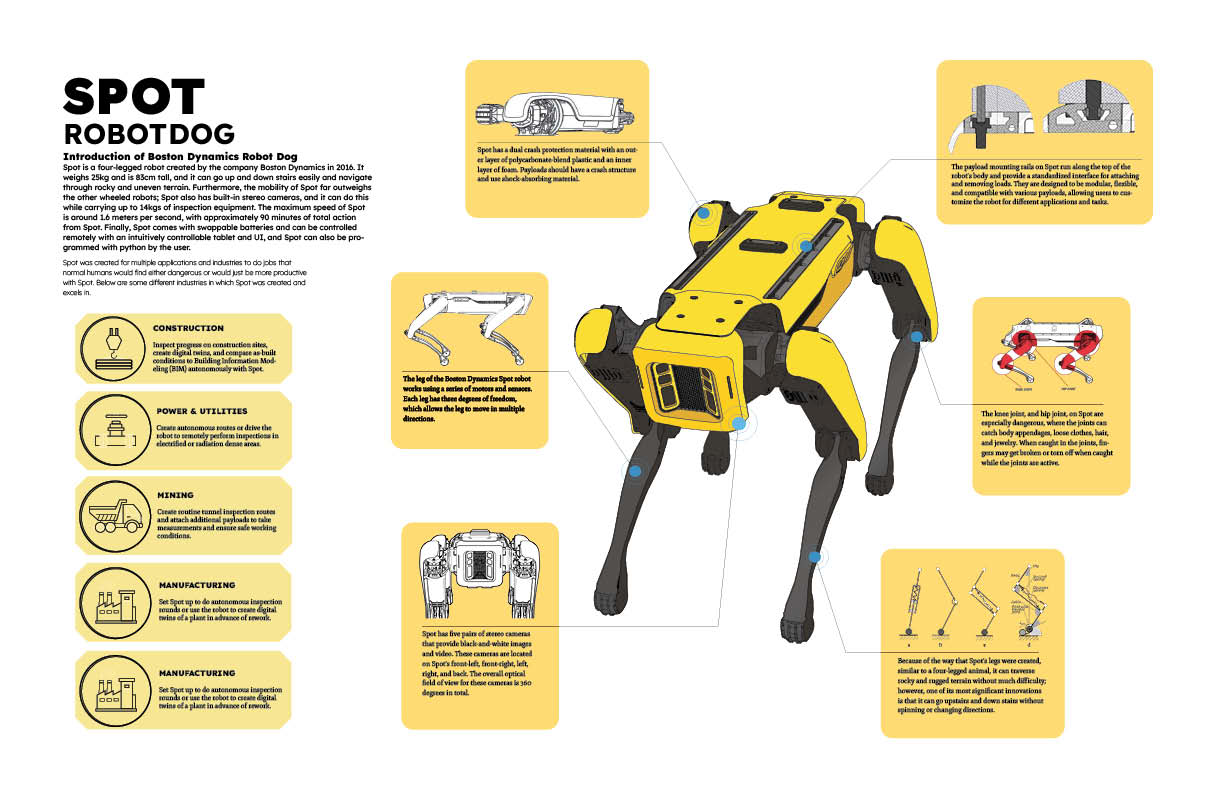 SPOT
ROBOTDOG
Introduction of Boston Dynamics Robot Dog
Spot is a four-legged robot created by the company Boston Dynamics in 2016. It
weighs 25kg and is 83cm tall, and it can go up and down stairs easily and navigate
through rocky and uneven terrain. Furthermore, the mobility of Spot far outweighs
the other wheeled robots; Spot also has built-in stereo cameras, and it can do this
while carrying up to 14kgs of inspection equipment. The maximum speed of Spot
is around 1.6 meters per second, with approximately 90 minutes of total action
from Spot. Finally, Spot comes with swappable batteries and can be controlled
remotely with an intuitively controllable tablet and UI, and Spot can also be pro-
grammed with python by the user.
Spot was created for multiple applications and industries to do jobs that
normal humans would find either dangerous or would just be more productive
with Spot. Below are some different industries in which Spot was created and
excels in.
CONSTRUCTION
Inspect progress on construction sites,
create digital twins, and compare as-built
conditions to Building Information Mod-
eling (BIM) autonomously with Spot.
POWER & UTILITIES
Create autonomous routes or drive the
robot to remotely perform inspections in
electrified or radiation dense areas.
MINING
Create routine tunnel inspection routes
and attach additional payloads to take
measurements and ensure safe working
conditions.
MANUFACTURING
Set Spot up to do autonomous inspection
rounds or use the robot to create digital
twins of a plant in advance of rework.
MANUFACTURING
Set Spot up to do autonomous inspection
rounds or use the robot to create digital
twins of a plant in advance of rework.
Spot has a dual crash protection material with an out-
er layer of polycarbonate-blend plastic and an inner
layer of foam. Payloads should have a crash structure
and use shock-absorbing material.
The leg of the Boston Dynamics Spot robot
works using a series of motors and sensors.
Each leg has three degrees of freedom,
which allows the leg to move in multiple
directions.
Spot has five pairs of stereo cameras
that provide black-and-white images
and video. These cameras are located
on Spot's front-left, front-right, left,
right, and back. The overall optical
field of view for these cameras is 360
degrees in total.
The payload mounting rails on Spot run along the top of the
robot's body and provide a standardized interface for attaching
and removing loads. They are designed to be modular, flexible,
and compatible with various payloads, allowing users to cus-
tomize the robot for different applications and tasks.
The knee joint, and hip joint, on Spot are
especially dangerous, where the joints can
catch body appendages, loose clothes, hair,
and jewelry. When caught in the joints, fin-
gers may get broken or torn off when caught
while the joints are active.
a b c d
Because of the way that Spot's legs were created,
similar to a four-legged animal, it can traverse
rocky and rugged terrain without much difficulty;
however, one of its most significant innovations
is that it can go upstairs and down stairs without
spinning or changing directions.